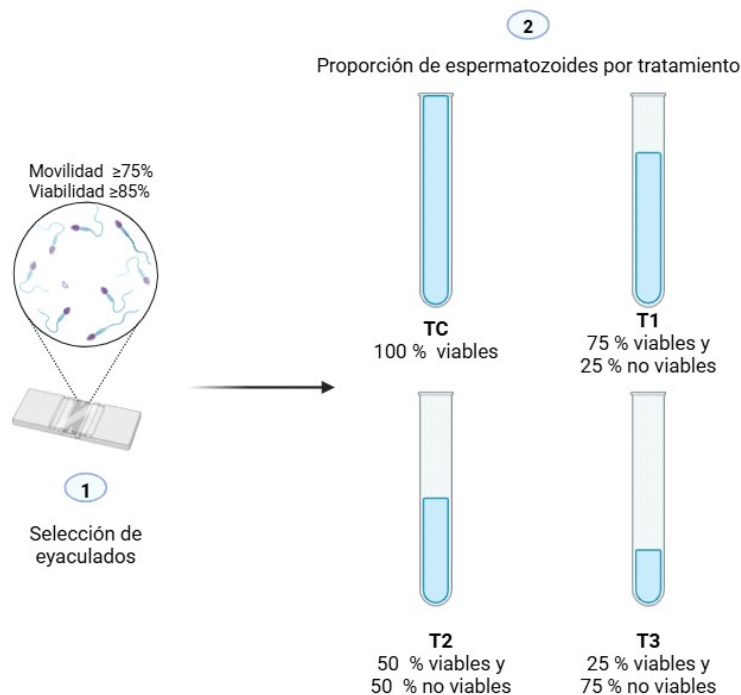 2
Proporción de espermatozoides por tratamiento
Movilidad ≥75%
Viabilidad ≥85%
TC
100 % viables
T1
75 % viables y
25 % no viables
1
Selección de
eyaculados
T2
50 % viables y
50 % no viables
T3
25 % viables y
75 % no viables